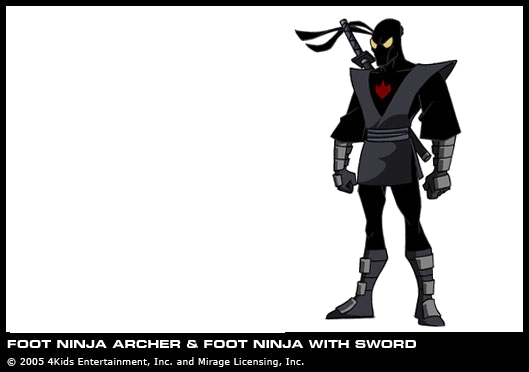 FOOT NINJA ARCHER & FOOT NINJA WITH SWORD
© 2005 4Kids Entertainment, Inc. and Mirage Licensing, Inc.